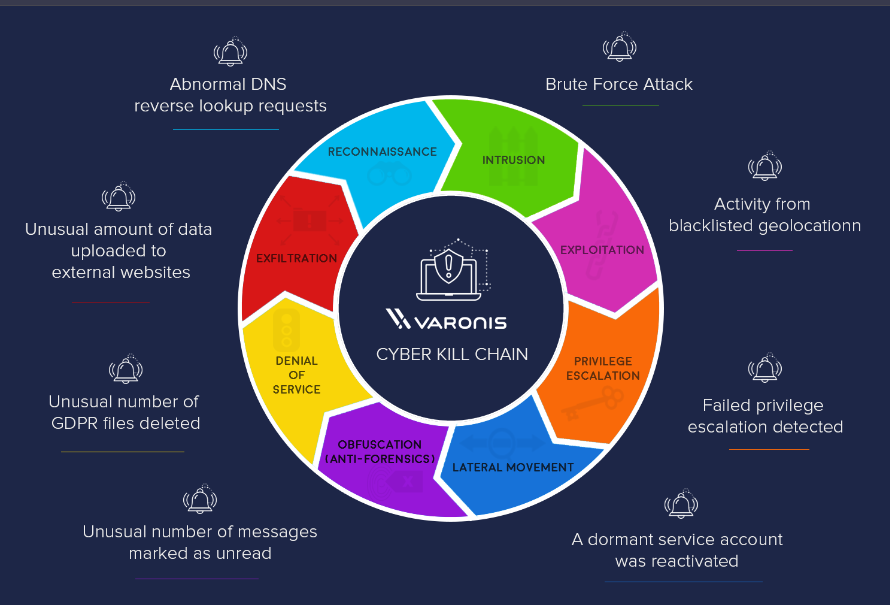 Abnormal DNS
reverse lookup requests
Brute Force Attack
RECONNAISSANCE
INTRUSION
Activity from
blacklisted geolocationn
EXPLOITATION
Unusual amount of data
uploaded to
external websites
EXFILTRATION
VARONIS
CYBER KILL CHAIN
PRIVILEGE
ESCALATION
Failed privilege
escalation detected
DENIAL
OF
SERVICE
Unusual number of
GDPR files deleted
OBFUSCATION
(ANTI-FORENSICS)
LATERAL MOVEMENT
Unusual number of messages
marked as unread
A dormant service account
was reactivated